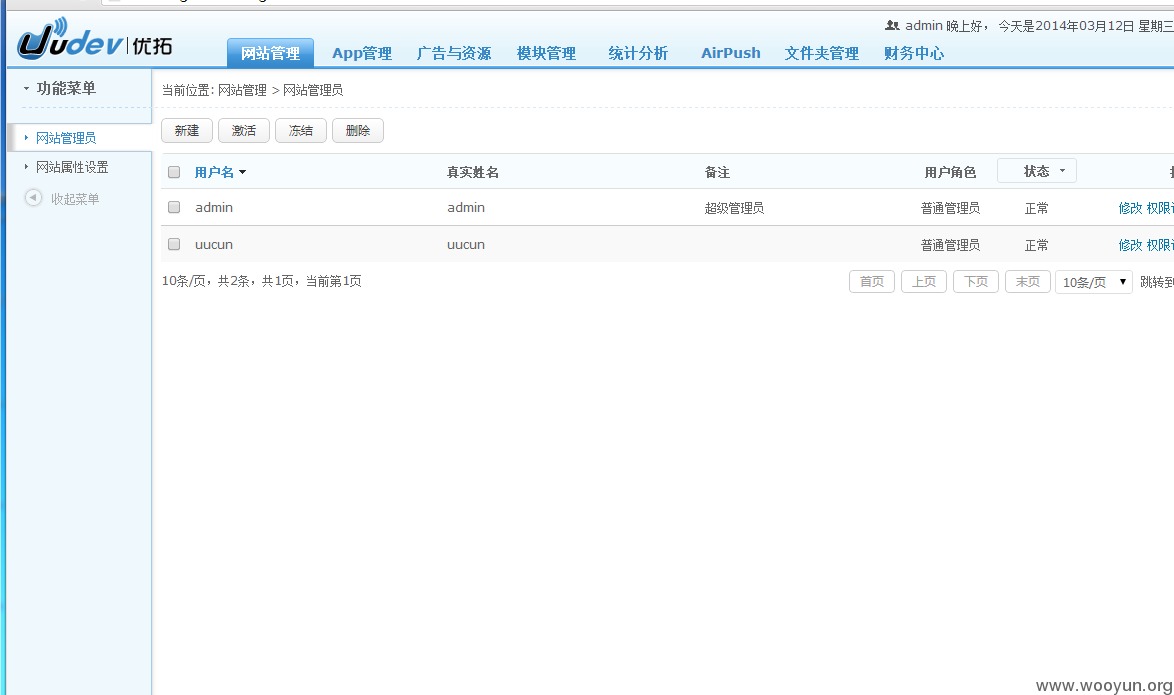 Uudev 优拓
admin 晚上好， 今天是2014年03月12日 星期三
网站管理 App管理 广告与资源 模块管理 统计分析 AirPush 文件夹管理 财务中心
功能菜单
网站管理员
网站属性设置
收起菜单
当前位置: 网站管理 > 网站管理员
新建 激活 冻结 删除
用户名 真实姓名 备注 用户角色 状态
admin admin 超级管理员 普通管理员 正常 修改 权限
uucun uucun 普通管理员 正常 修改 权限
10条/页，共2条，共1页，当前第1页
首页 上页 下页 末页 10条/页 跳转到
www.wooyun.org